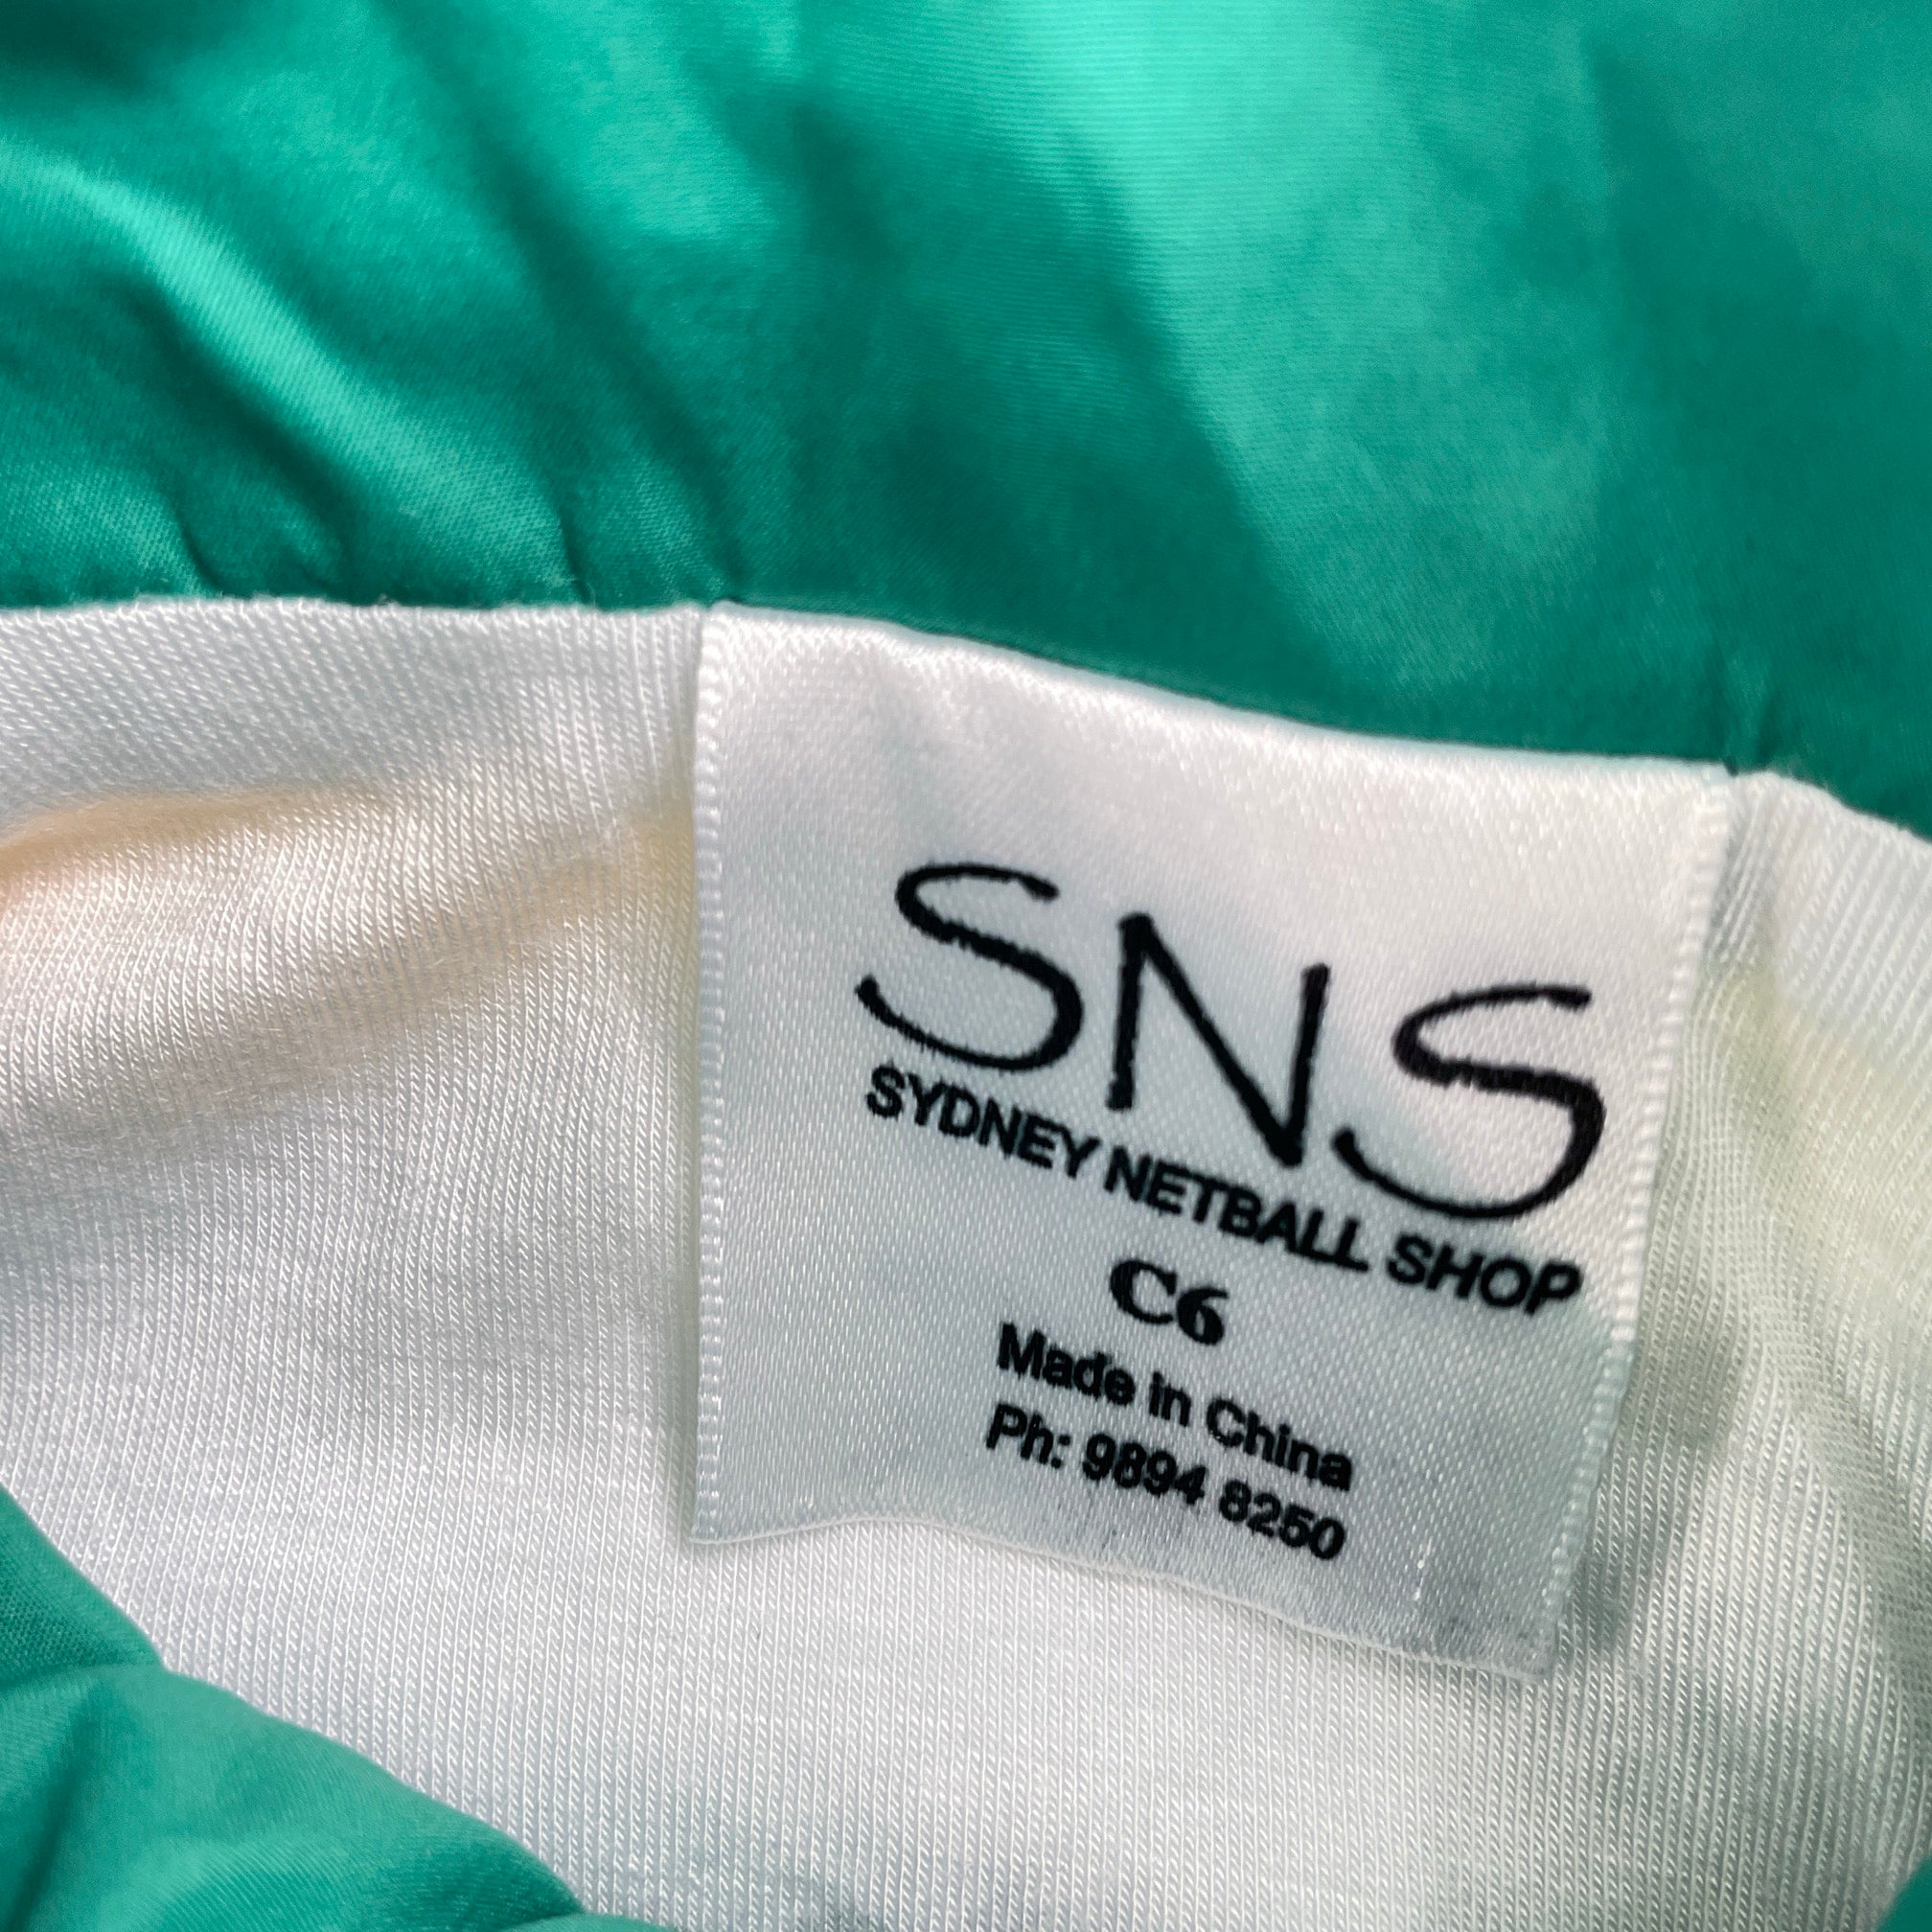 SNS
SYDNEY NETBALL SHOP
C6
Made in China
Ph: 9894 8250